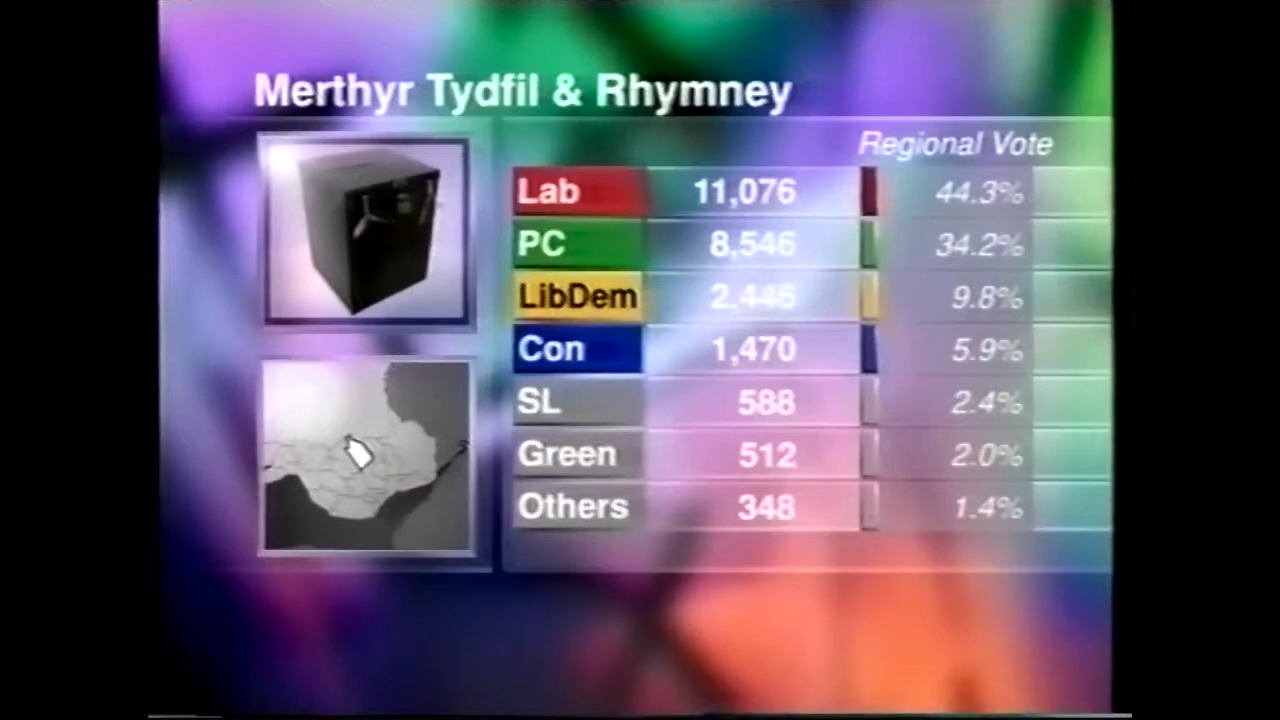 Merthyr Tydfil & Rhymney
Regional Vote
Lab 11,076 44.3%
PC 8,546 34.2%
LibDem 2,446 9.8%
Con 1,470 5.9%
SL 588 2.4%
Green 512 2.0%
Others 348 1.4%